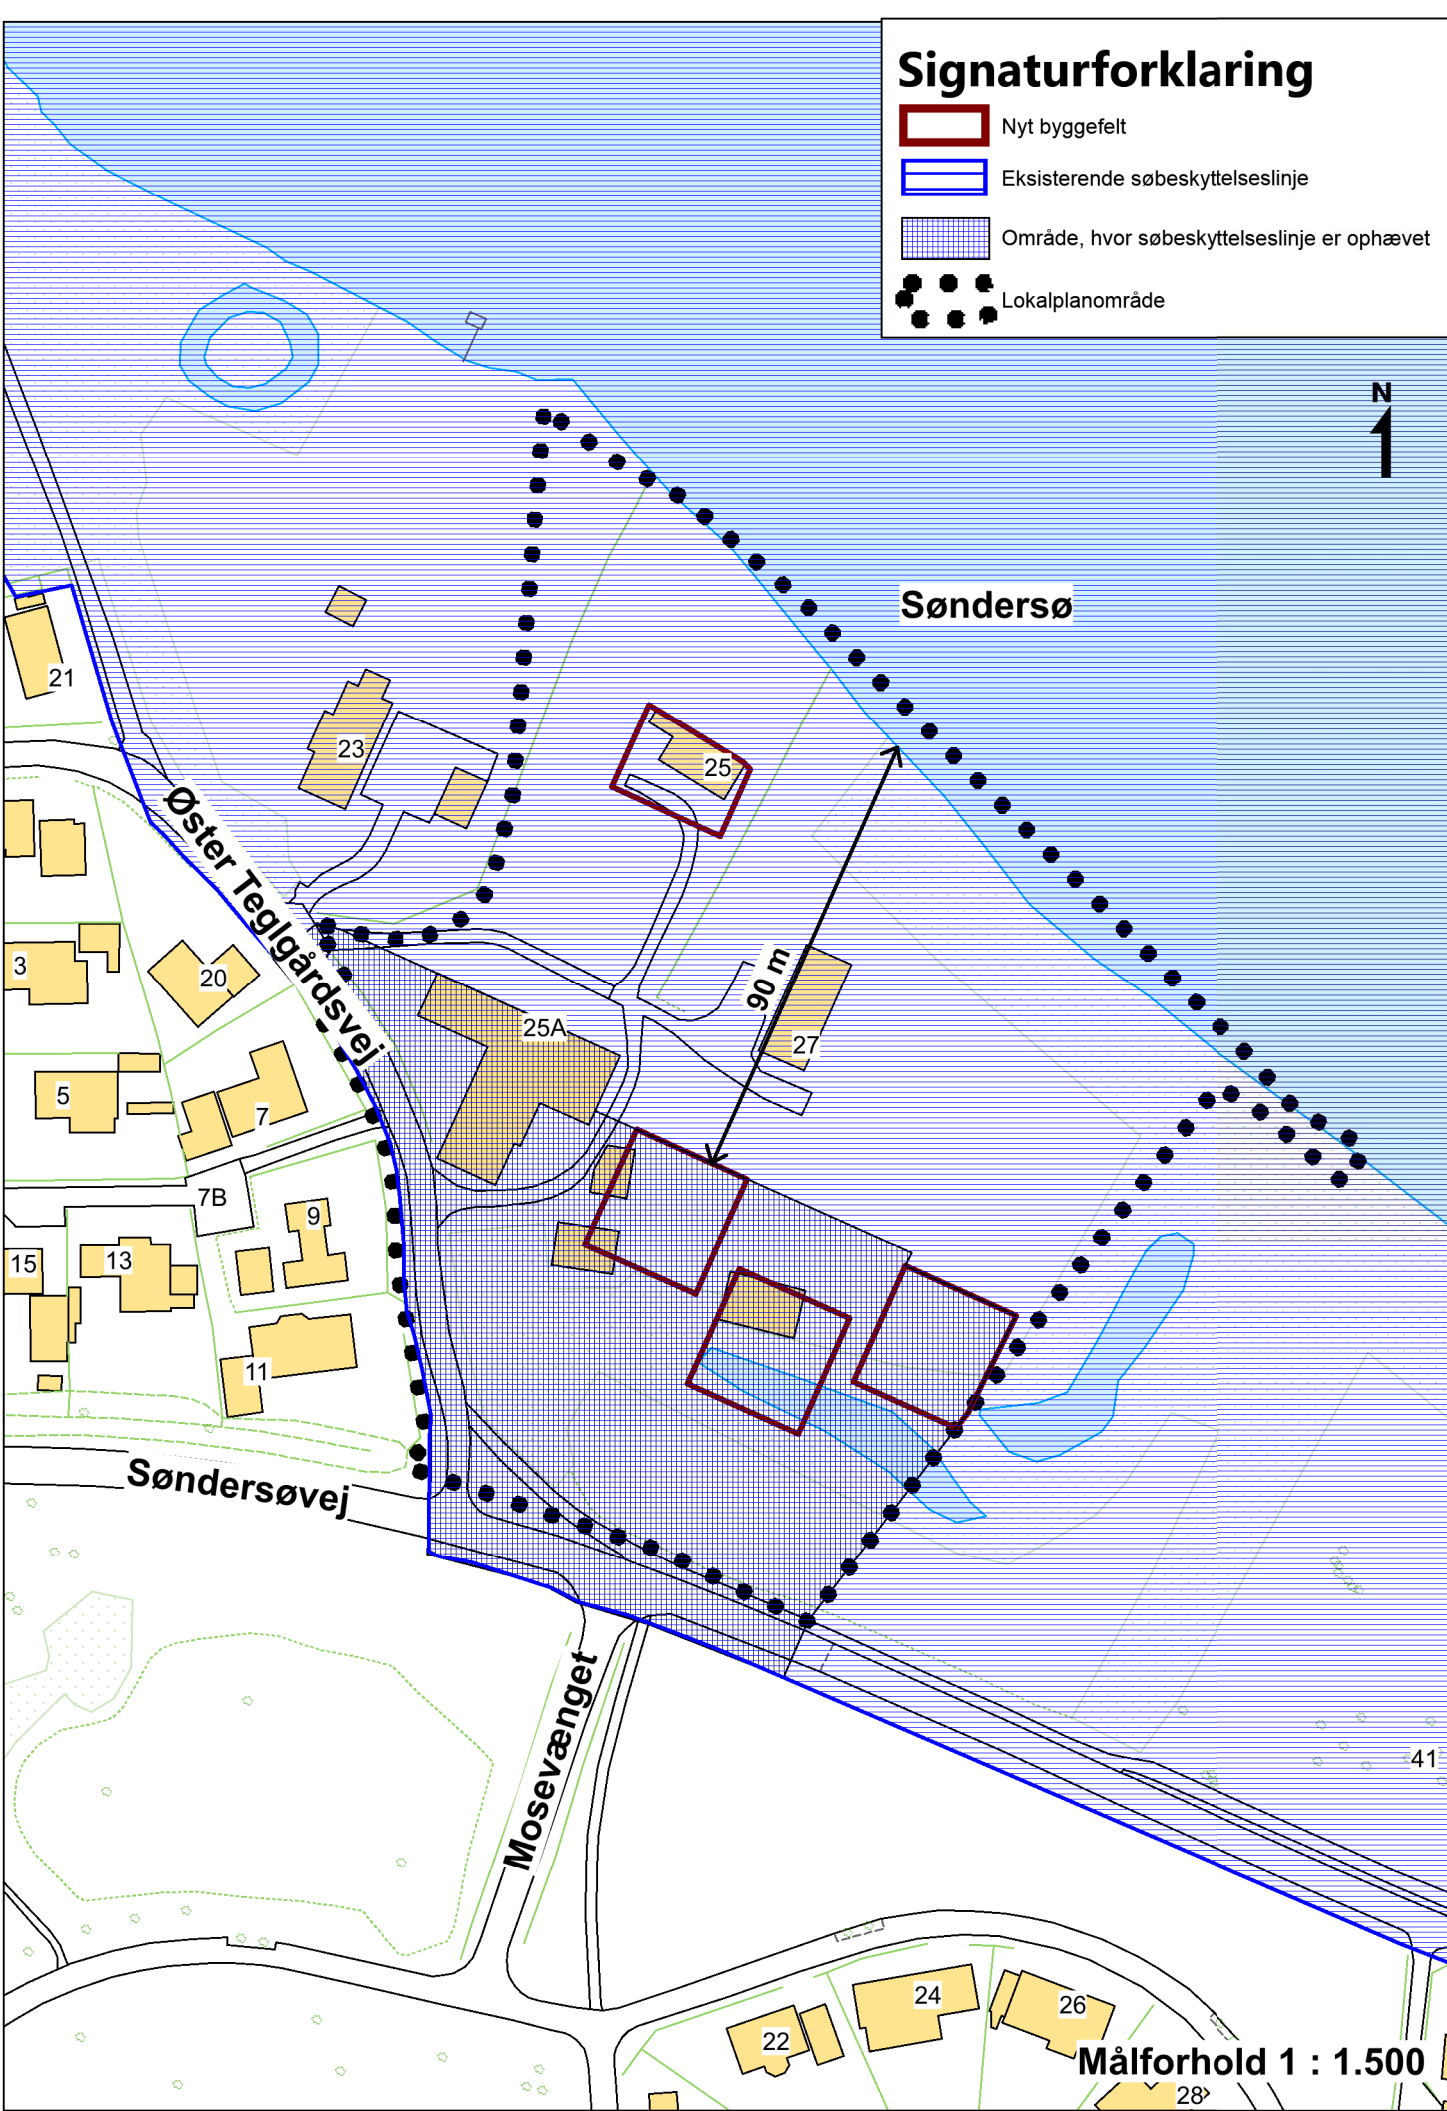 Signaturforklaring
Nyt byggefelt
Eksisterende søbeskyttelseslinje
Område, hvor søbeskyttelseslinje er ophævet
Lokalplanområde
N
Søndersø
21
23
25
Øster Teglgårdsvej
3
20
90 m
25A
27
5
7
7B
9
15
13
11
Søndersøvej
Mosevænget
41
24
26
22
Målforhold 1 : 1.500
28